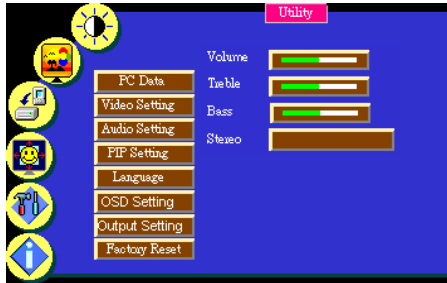 Utility
PC Data
Video Setting
Audio Setting
PIP Setting
Language
OSD Setting
Output Setting
Factory Reset
Volume
Treble
Bass
Stereo